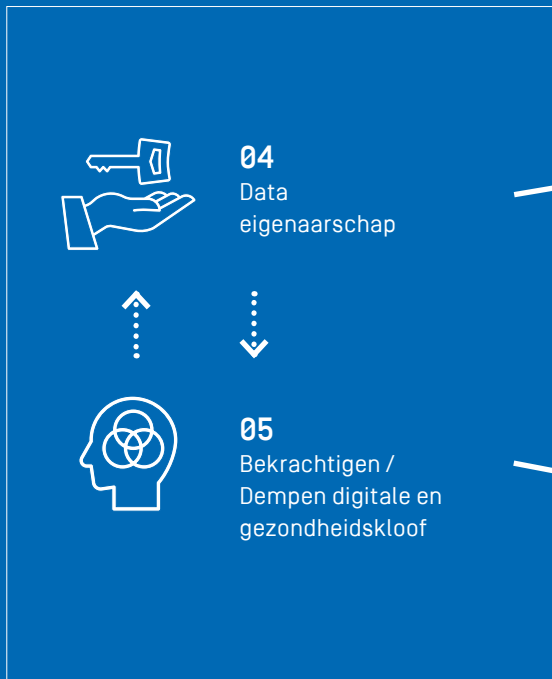 04
Data
eigenaarschap
05
Bekrachtigen /
Dempen digitale en
gezondheidskloof